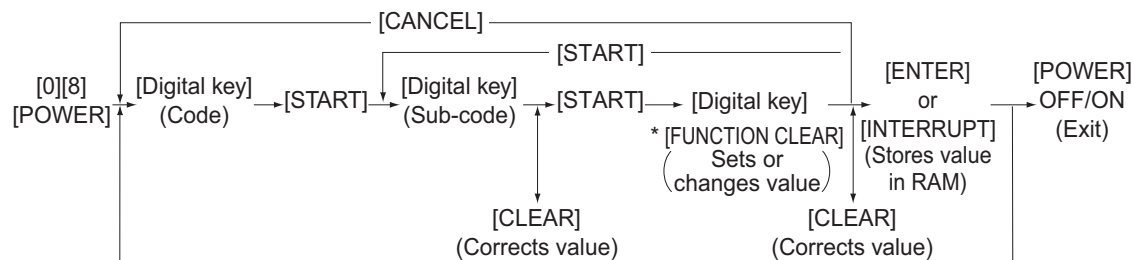 [CANCEL]
[START]
[0][8]
[POWER]
[Digital key]
(Code)
[START]
[Digital key]
(Sub-code)
[START]
[Digital key]
* [FUNCTION CLEAR]
(Sets or
changes value)
[ENTER]
or
[INTERRUPT]
(Stores value
in RAM)
[POWER]
OFF/ON
(Exit)
[CLEAR]
(Corrects value)
[CLEAR]
(Corrects value)